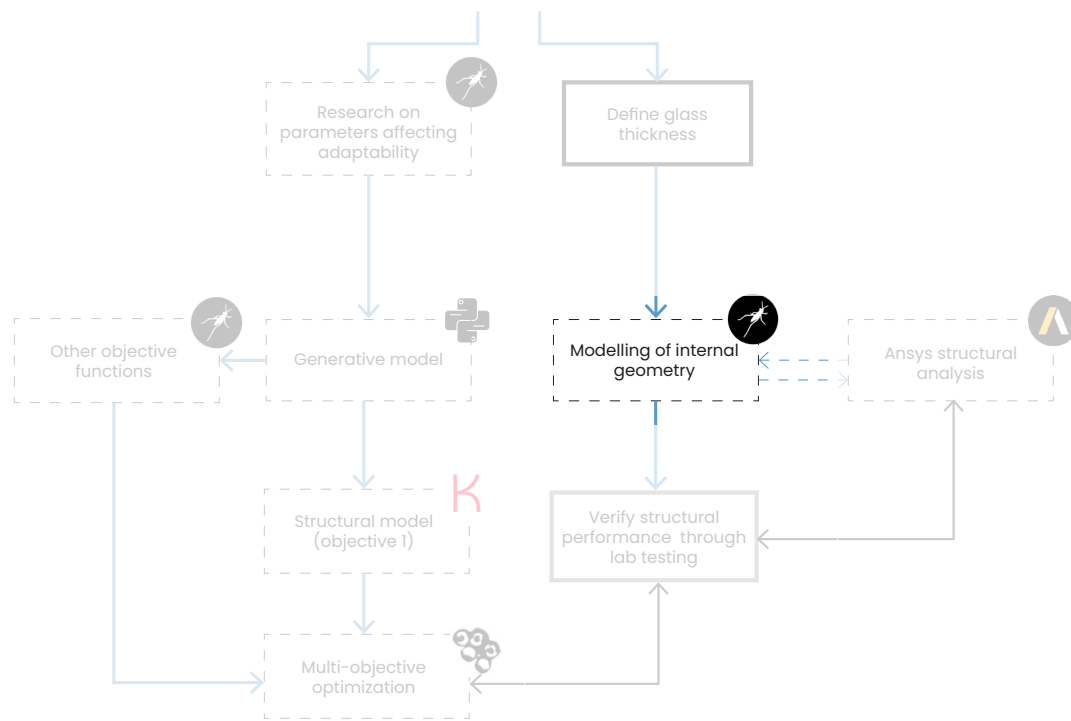 Research on
parameters affecting
adaptability
Define glass
thickness
Other objective
functions
Generative model
Modelling of internal
geometry
Ansys structural
analysis
Structural model
(objective 1)
Verify structural
performance through
lab testing
Multi-objective
optimization